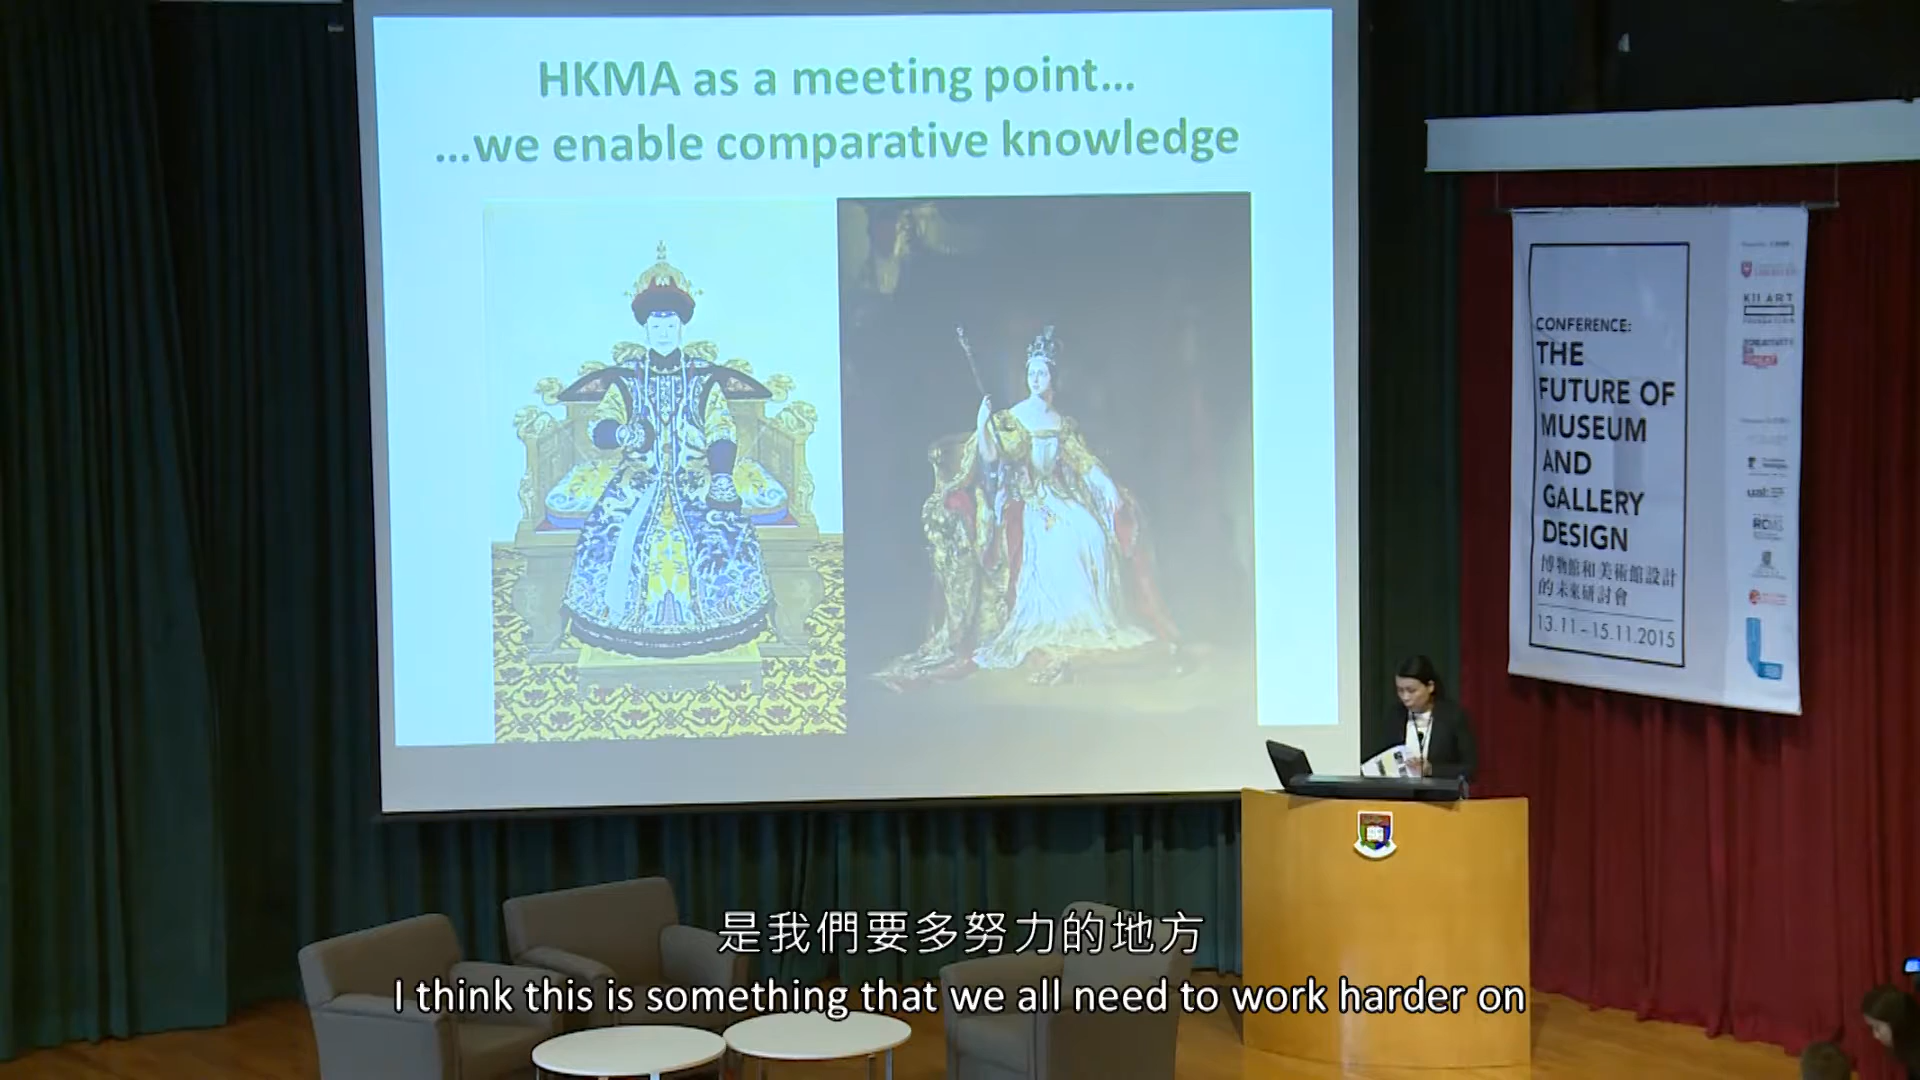 HKMA as a meeting point...
...we enable comparative knowledge
CONFERENCE:
THE
FUTURE OF
MUSEUM
AND
GALLERY
DESIGN
博物館和美術館設計
的未來研討會
13.11 – 15.11.2015
K11 ART
是我們要多努力的地方
I think this is something that we all need to work harder on